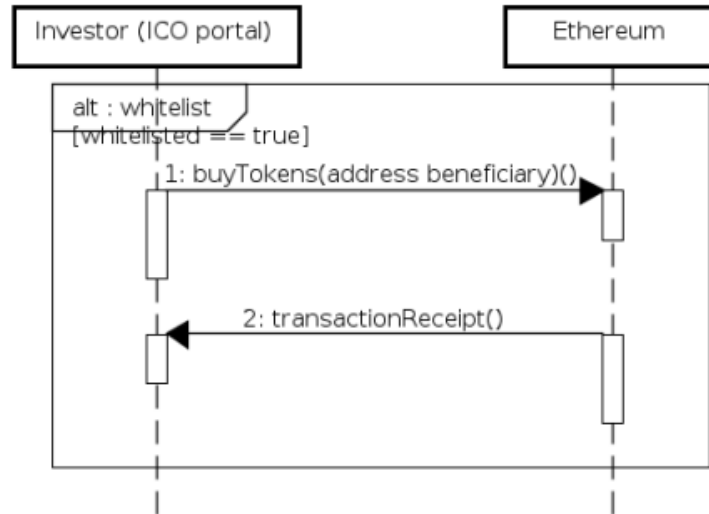 Investor (ICO portal)
Ethereum
alt : whitelist
[whitelisted == true]
1: buyTokens(address beneficiary)()
2: transactionReceipt()